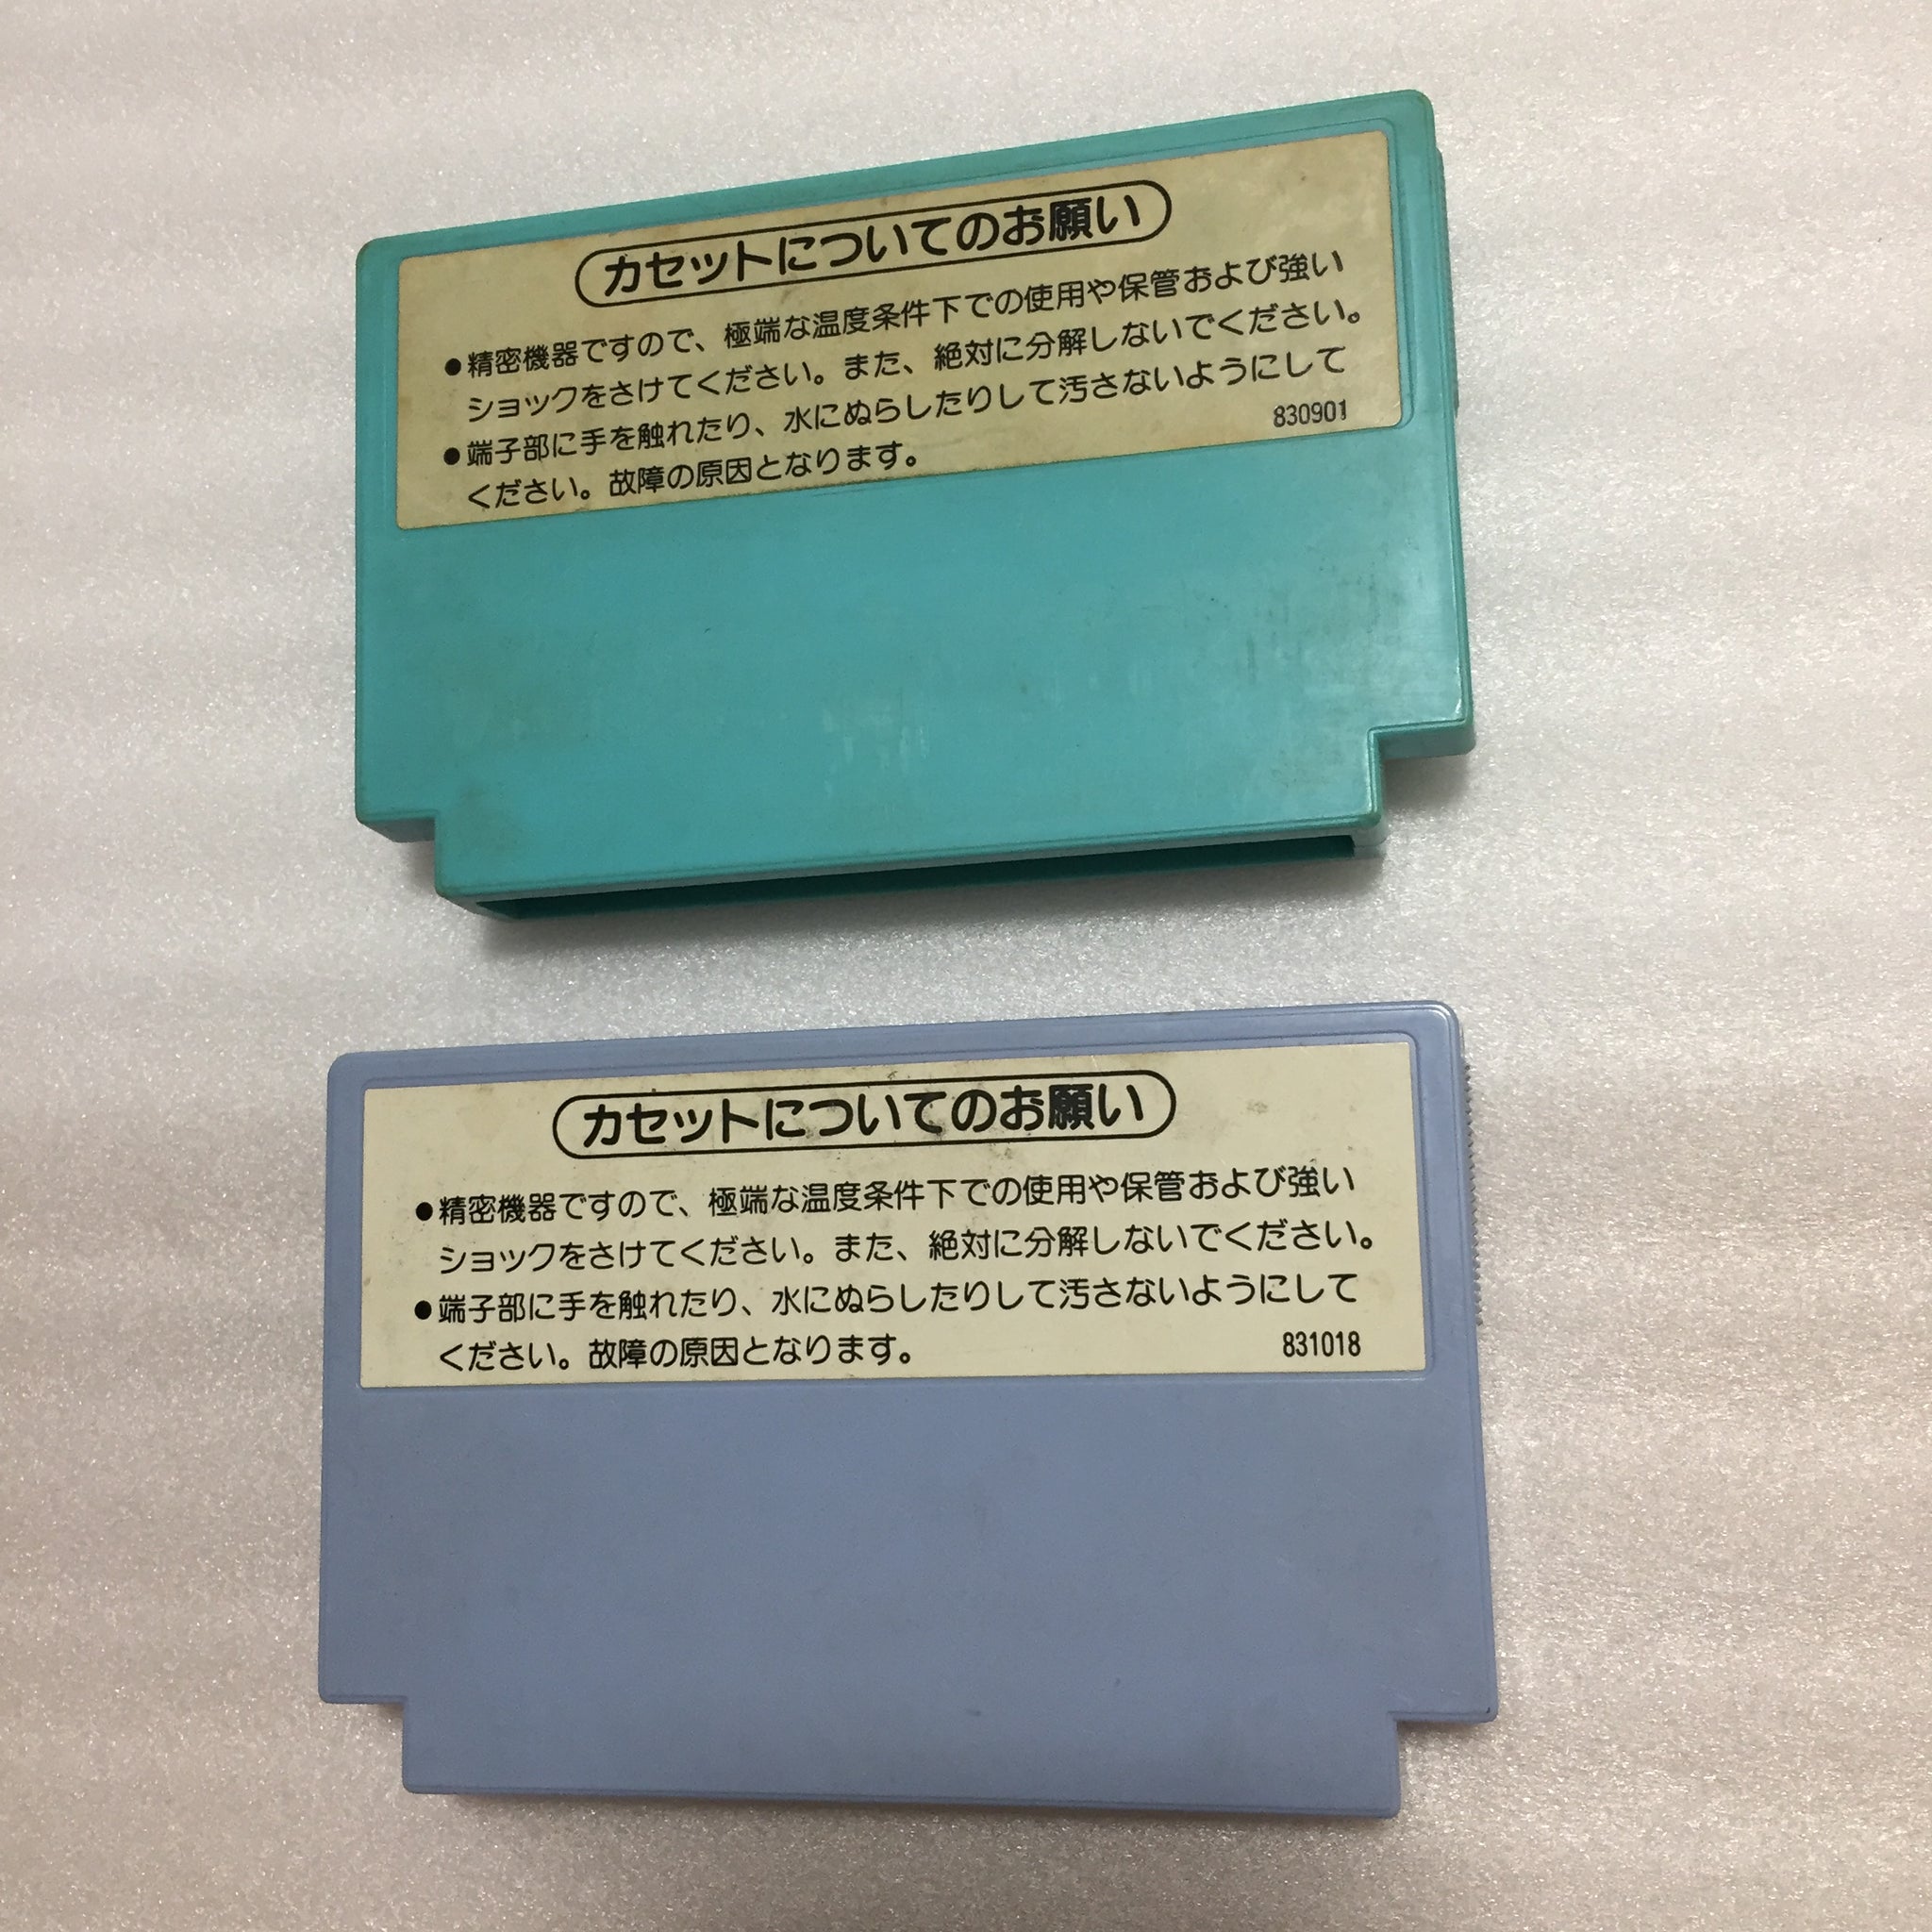 カセットについてのお願い
●精密機器ですので、極端な温度条件下での使用や保管および強い
ショックをさけてください。また、絶対に分解しないでください。
●端子部に手を触れたり、水にぬらしたりして汚さないようにして
ください。故障の原因となります。
830901
カセットについてのお願い
●精密機器ですので、極端な温度条件下での使用や保管および強い
ショックをさけてください。また、絶対に分解しないでください。
●端子部に手を触れたり、水にぬらしたりして汚さないようにして
ください。故障の原因となります。 831018